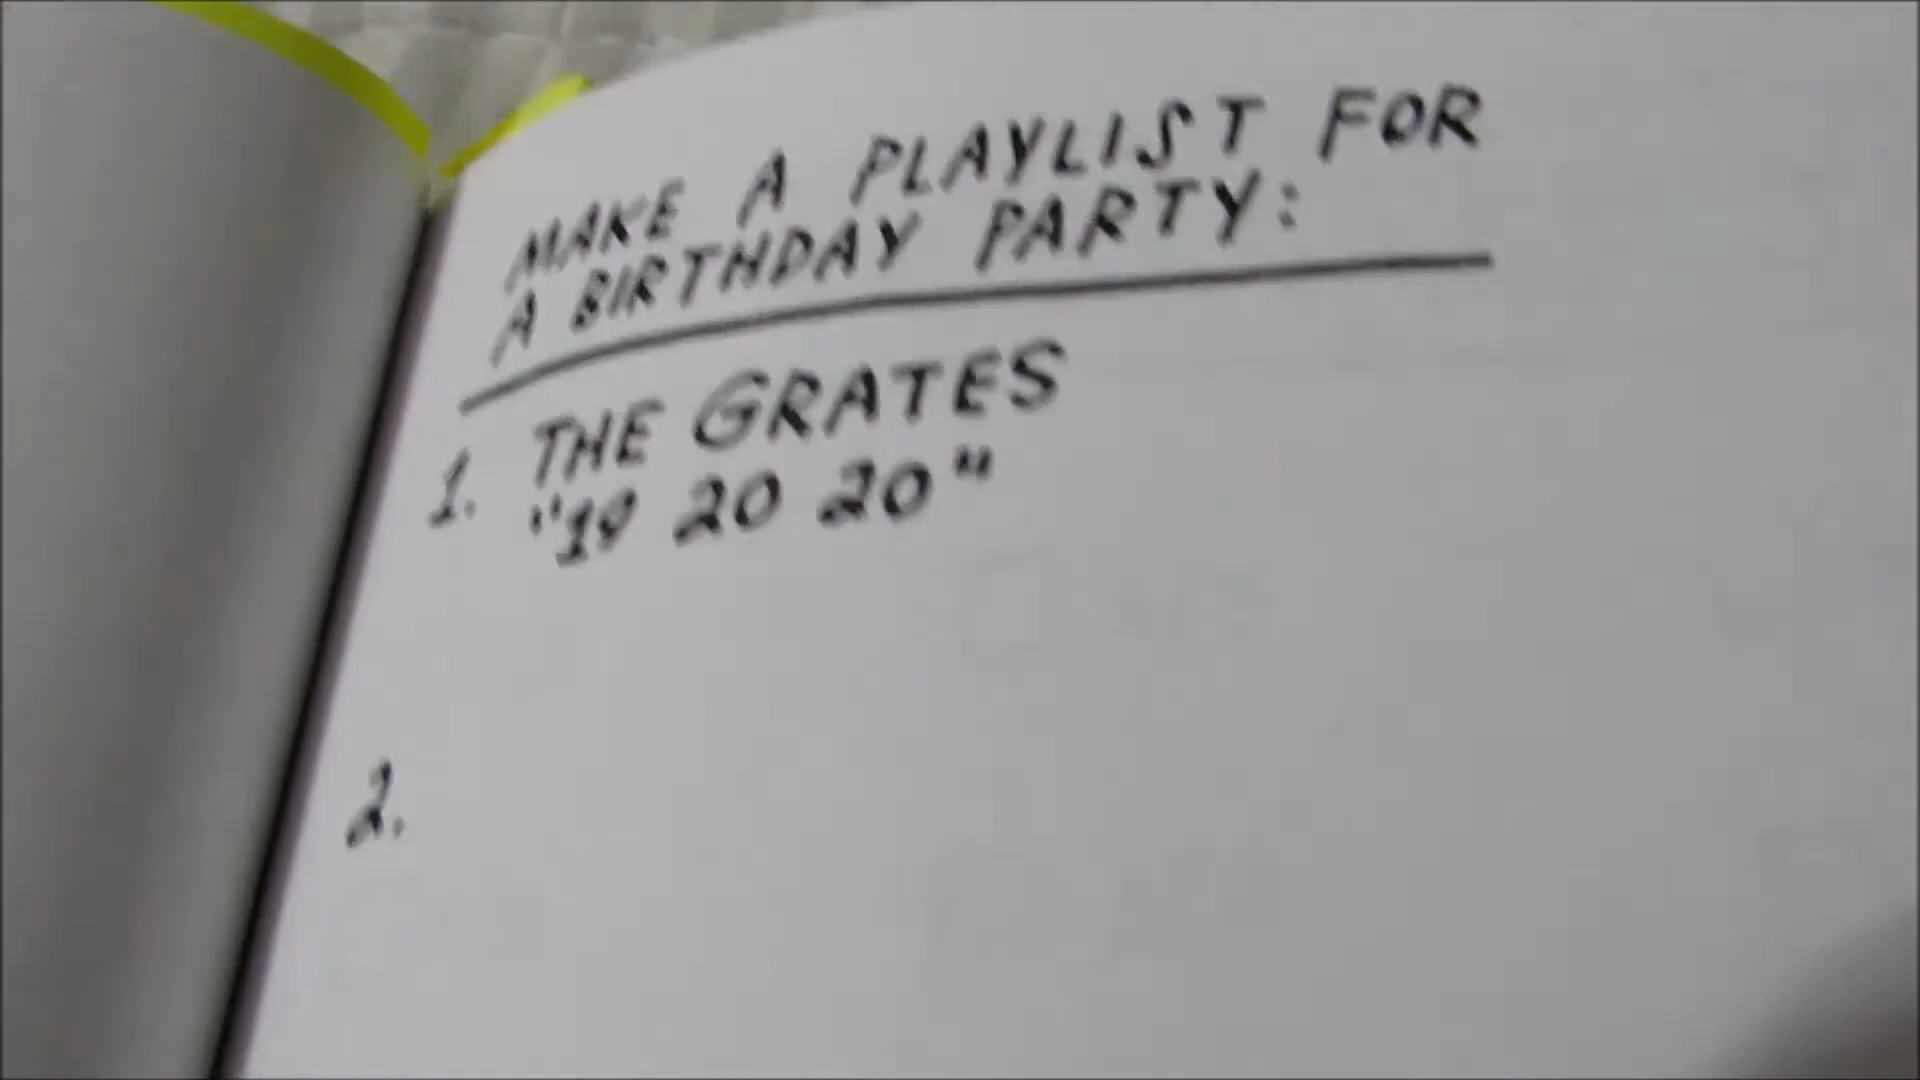 MAKE A PLAYLIST FOR
A BIRTHDAY PARTY:
1. THE GRATES
"19 20 20"
2.